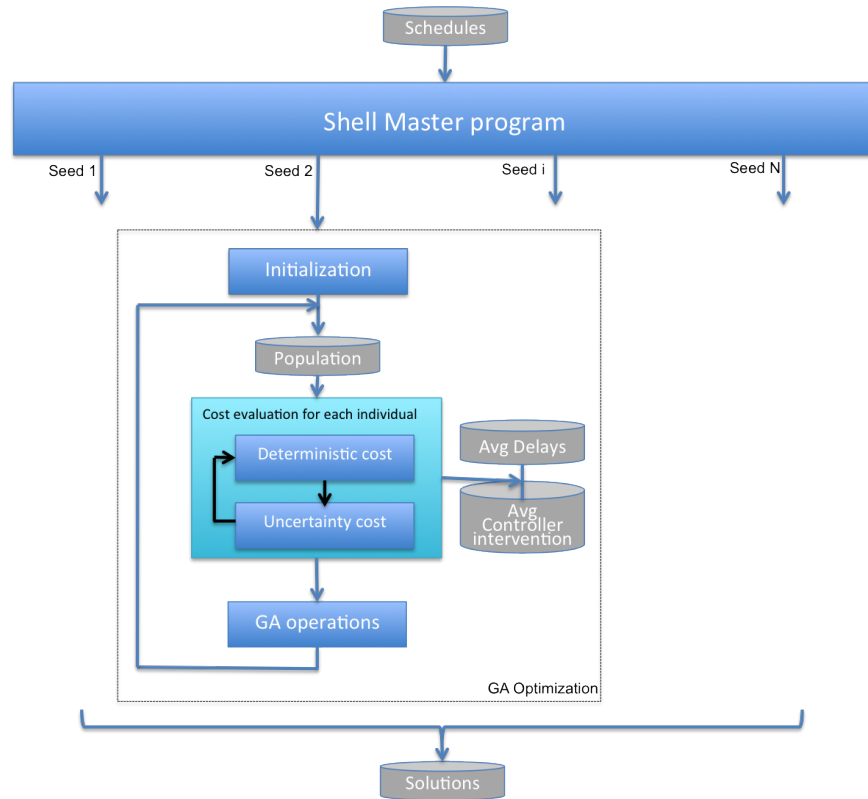 Schedules
Shell Master program
Seed 1
Seed 2
Seed i
Seed N
Initialization
Population
Cost evaluation for each individual
Deterministic cost
Uncertainty cost
Avg Delays
Avg
Controller
intervention
GA operations
GA Optimization
Solutions